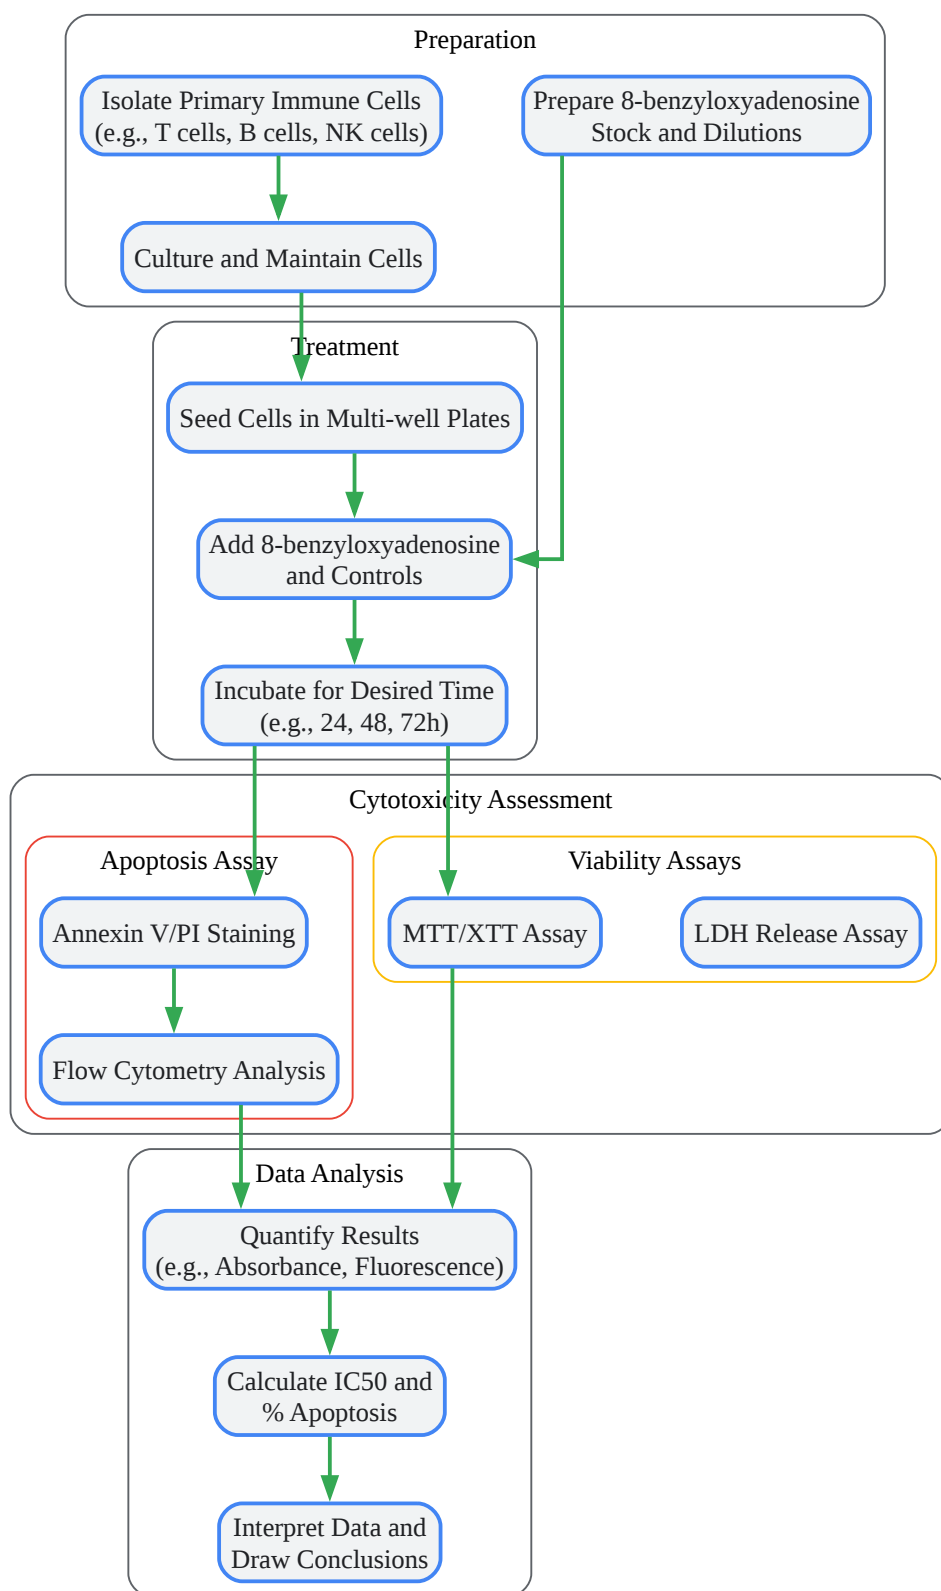 Preparation
Isolate Primary Immune Cells
(e.g., T cells, B cells, NK cells)
Prepare 8-benzyloxyadenosine
Stock and Dilutions
Culture and Maintain Cells
Treatment
Seed Cells in Multi-well Plates
Add 8-benzyloxyadenosine
and Controls
Incubate for Desired Time
(e.g., 24, 48, 72h)
Cytotoxicity Assessment
Apoptosis Assay
Viability Assays
Annexin V/PI Staining
MTT/XTT Assay
LDH Release Assay
Flow Cytometry Analysis
Data Analysis
Quantify Results
(e.g., Absorbance, Fluorescence)
Calculate IC50 and
% Apoptosis
Interpret Data and
Draw Conclusions